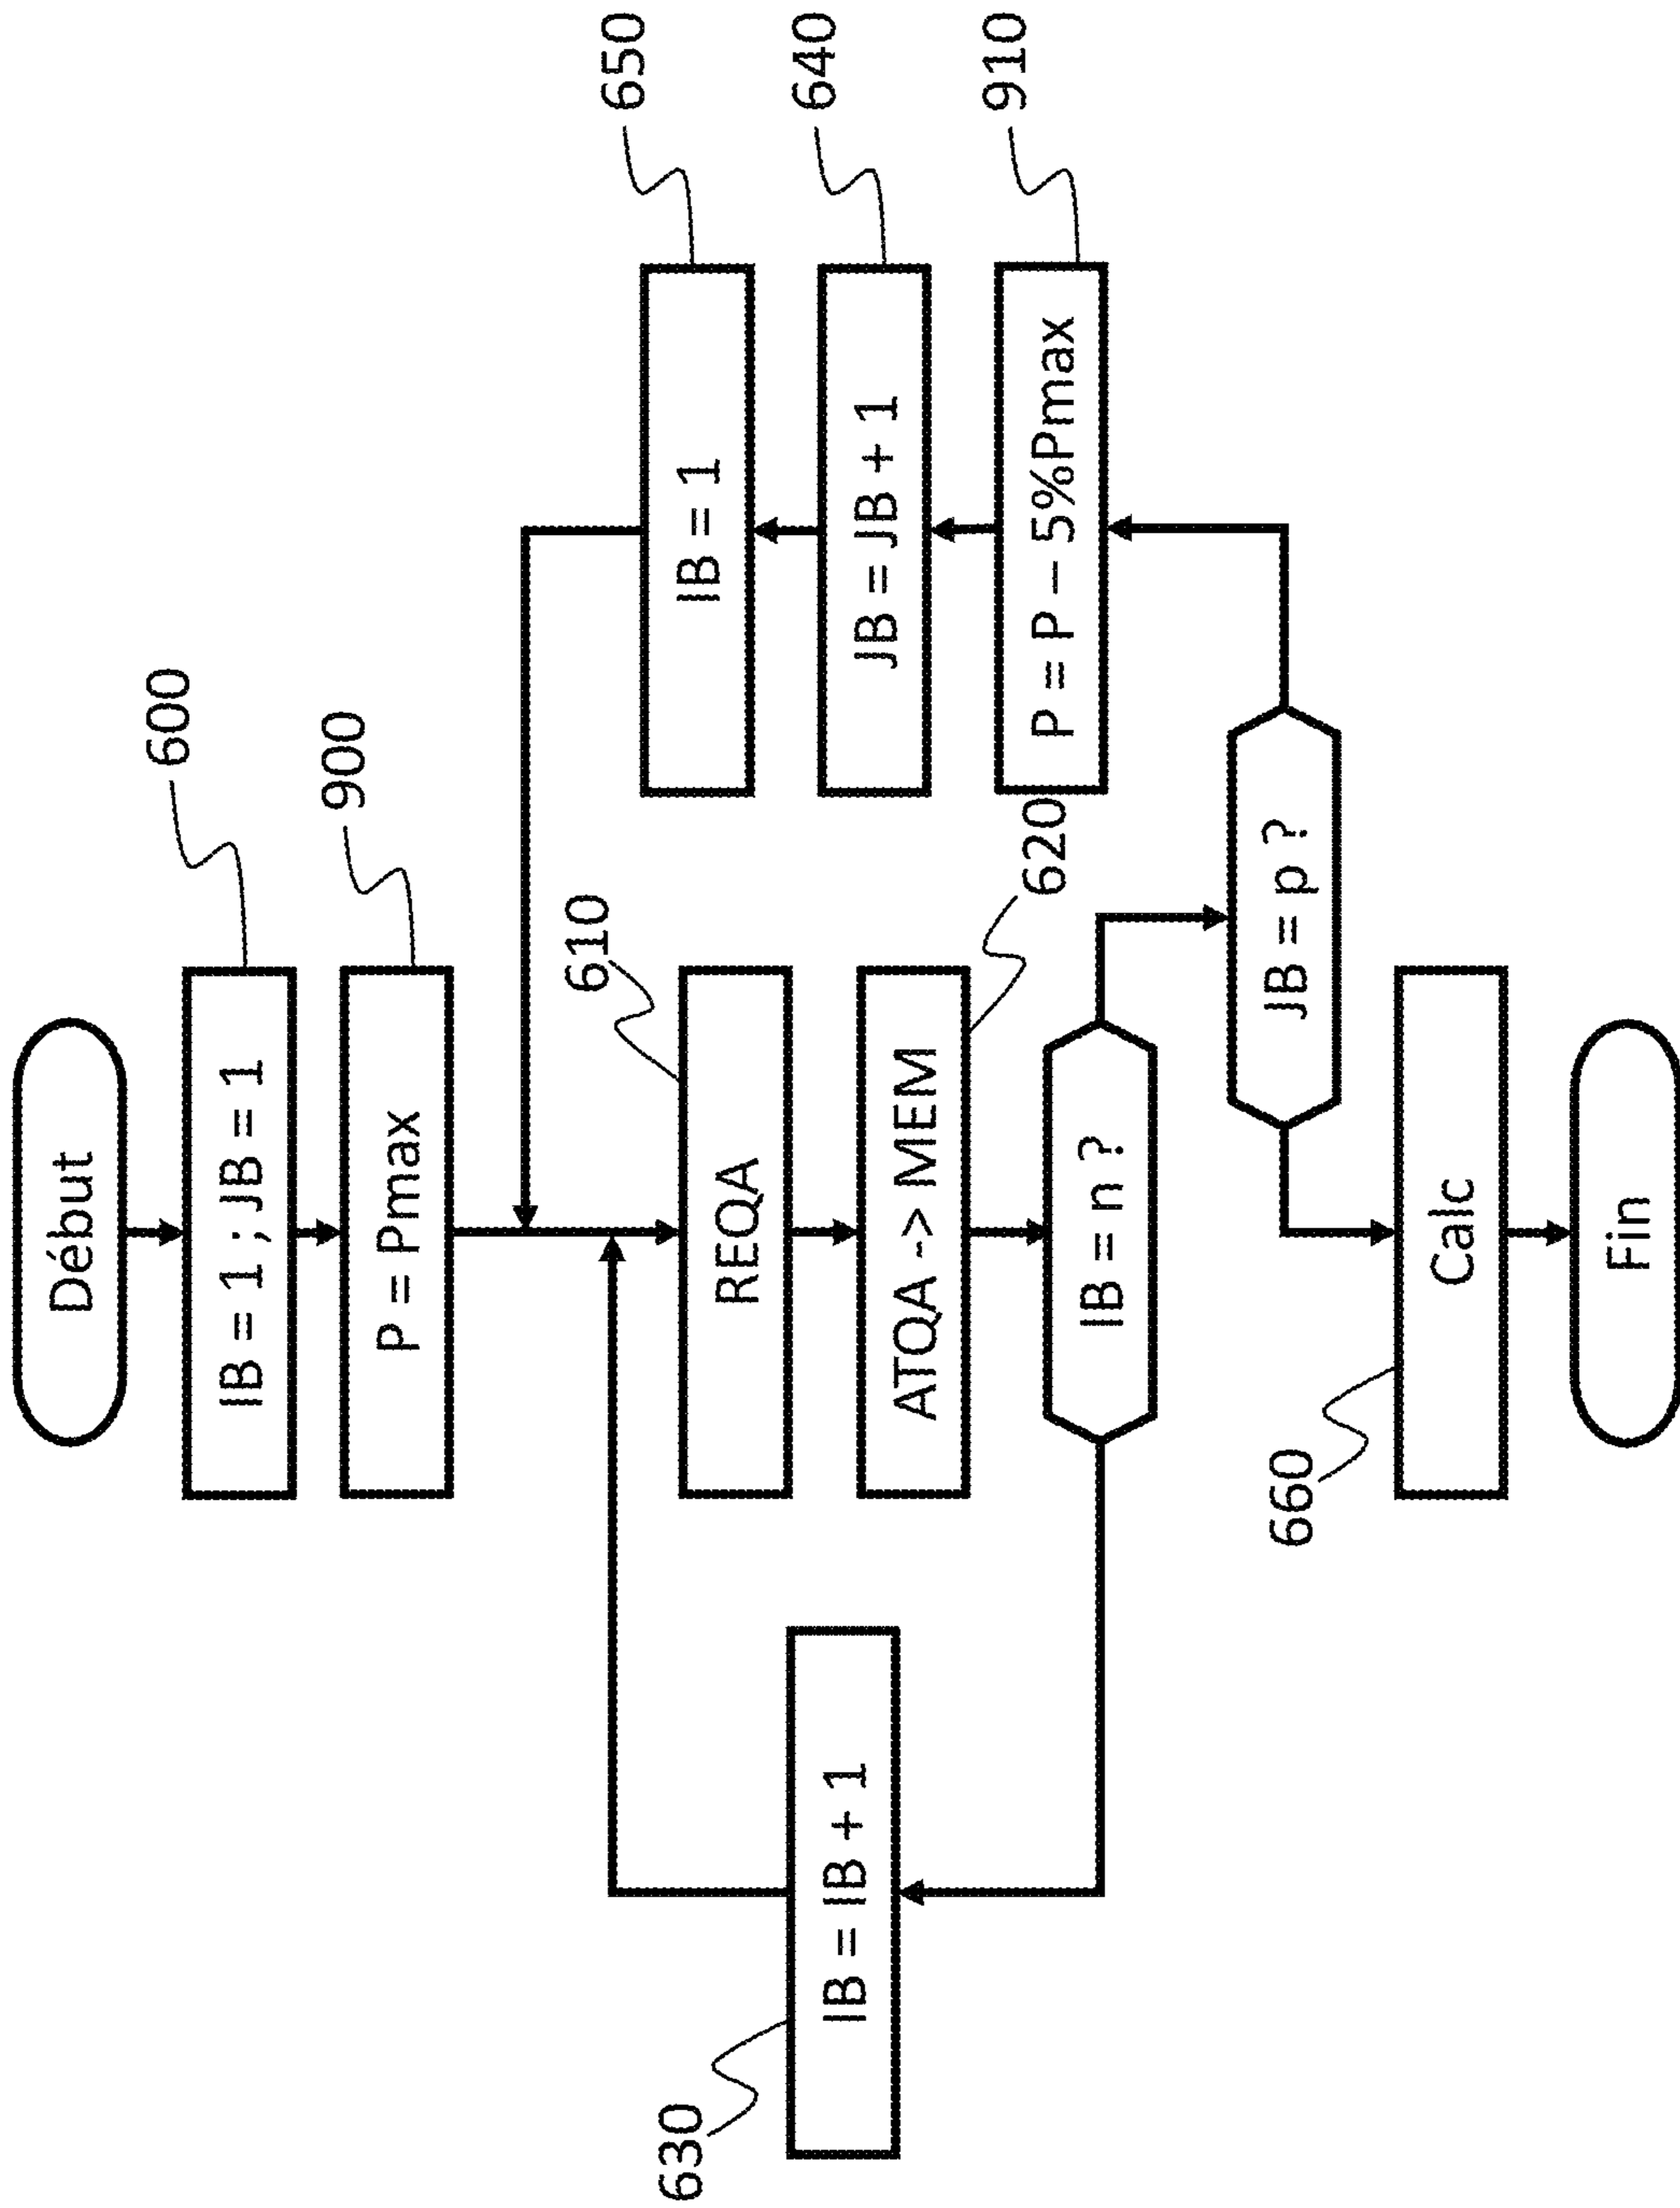 Début
600
IB = 1 ; JB = 1
900
P = Pmax
650
IB = 1
610
REQA
640
JB = JB + 1
630
IB = IB + 1
620
ATQA -> MEM
910
P = P – 5%Pmax
IB = n ?
JB = p ?
660
Calc
Fin